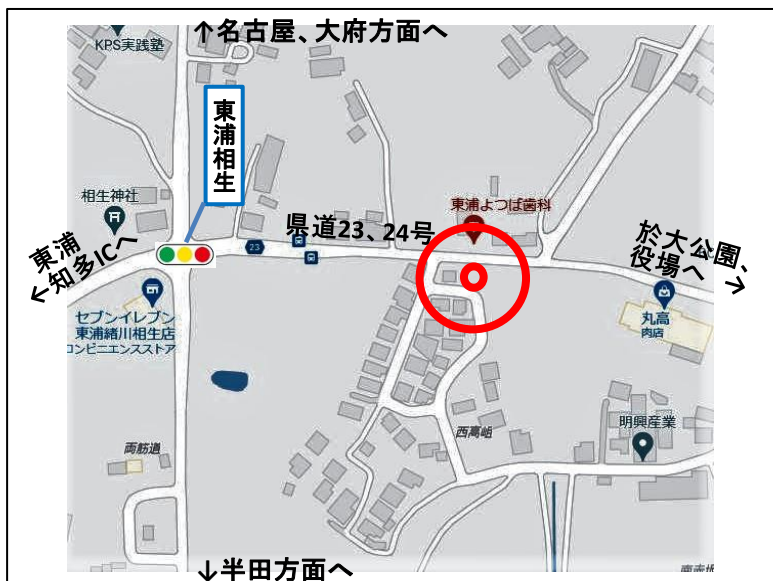 ↑名古屋、大府方面へ
KPS実践塾
東浦相生
相生神社
東浦よつば歯科
県道23、24号
23
東浦
←知多ICへ
於大公園、
役場へ→
セブンイレブン
東浦緒川相生店
コンビニエンスストア
丸高
肉店
明興産業
西高岨
両筋道
↓半田方面へ